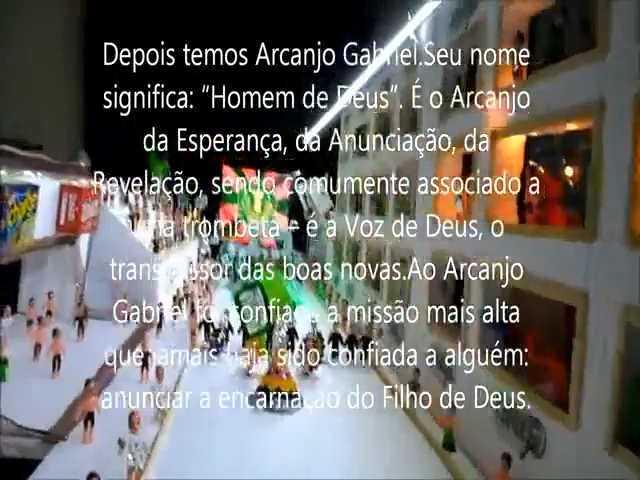 Depois temos Arcanjo Gabriel.Seu nome
significa: “Homem de Deus”. É o Arcanjo
da Esperança, da Anunciação, da
Revelação, sendo comumente associado a
uma trombeta – é a Voz de Deus, o
transmissor das boas novas.Ao Arcanjo
Gabriel foi confiada a missão mais alta
que jamais haja sido confiada a alguém:
anunciar a encarnação do Filho de Deus.